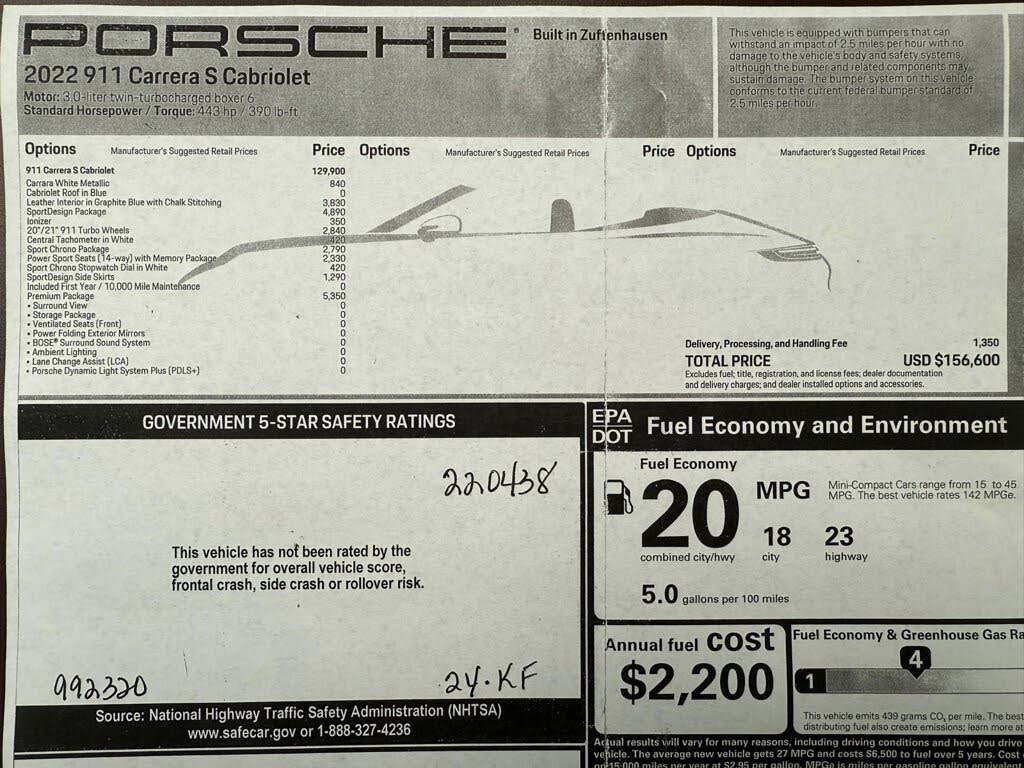 PORSCHE®
Built in Zuffenhausen
2022 911 Carrera S Cabriolet
Motor: 3.0-liter twin-turbocharged boxer 6
Standard Horsepower / Torque: 443 hp / 390 lb-ft
This vehicle is equipped with bumpers that can
withstand an impact of 2.5 miles per hour with no
damage to the vehicle's body and safety systems,
although the bumper and related components may
sustain damage. The bumper system on this vehicle
conforms to the current federal bumper standard of
2.5 miles per hour.
Options Manufacturer's Suggested Retail Prices Price Options Manufacturer's Suggested Retail Prices Price Options Manufacturer's Suggested Retail Prices Price
911 Carrera S Cabriolet 129,900
Carrara White Metallic 840
Cabriolet Roof in Blue 0
Leather Interior in Graphite Blue with Chalk Stitching 3,830
SportDesign Package 4,890
Ionizer 350
20"/21" 911 Turbo Wheels 2,840
Central Tachometer in White 420
Sport Chrono Package 2,790
Power Sport Seats (14-way) with Memory Package 2,330
Sport Chrono Stopwatch Dial in White 420
SportDesign Side Skirts 1,290
Included First Year / 10,000 Mile Maintenance 0
Premium Package 5,350
• Surround View 0
• Storage Package 0
• Ventilated Seats (Front) 0
• Power Folding Exterior Mirrors 0
• BOSE® Surround Sound System 0
• Ambient Lighting 0
• Lane Change Assist (LCA) 0
• Porsche Dynamic Light System Plus (PDLS+) 0
Delivery, Processing, and Handling Fee 1,350
TOTAL PRICE USD $156,600
Excludes fuel; title, registration, and license fees; dealer documentation
and delivery charges; and dealer installed options and accessories.
GOVERNMENT 5-STAR SAFETY RATINGS
220438
This vehicle has not been rated by the
government for overall vehicle score,
frontal crash, side crash or rollover risk.
992320
24·KF
Source: National Highway Traffic Safety Administration (NHTSA)
www.safecar.gov or 1-888-327-4236
EPA
DOT
Fuel Economy and Environment
Fuel Economy
20 MPG
Mini-Compact Cars range from 15 to 45
MPG. The best vehicle rates 142 MPGe.
18 23
combined city/hwy city highway
5.0 gallons per 100 miles
Annual fuel cost
$2,200
Fuel Economy & Greenhouse Gas Ra
4
1
This vehicle emits 439 grams CO₂ per mile. The best
distributing fuel also create emissions; learn more at
Actual results will vary for many reasons, including driving conditions and how you drive
vehicle. The average new vehicle gets 27 MPG and costs $6,500 to fuel over 5 years. Cost
on 15,000 miles per year at $2.95 per gallon. MPGe is miles per gasoline gallon equivalent